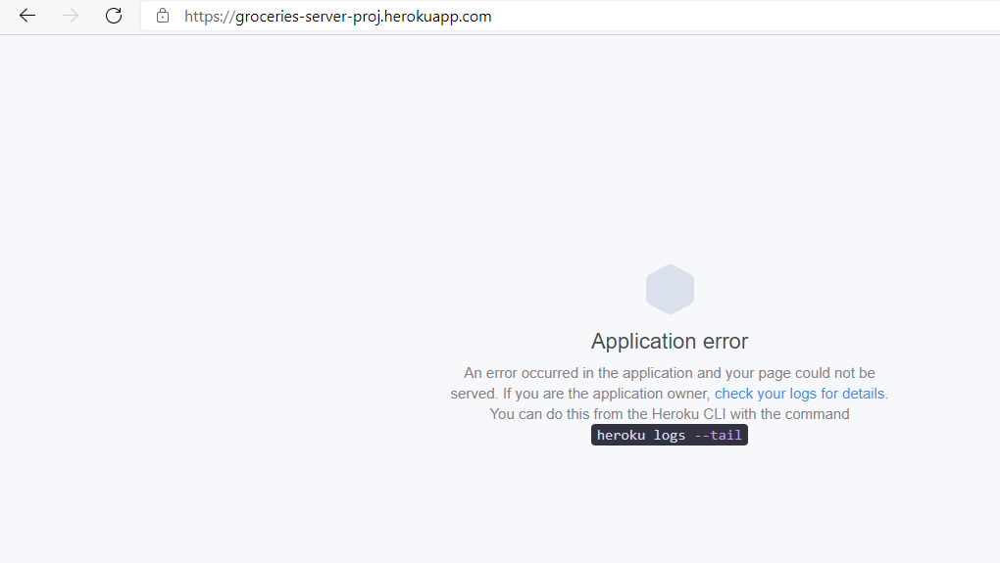 https://groceries-server-proj.herokuapp.com
Application error
An error occurred in the application and your page could not be
served. If you are the application owner, check your logs for details.
You can do this from the Heroku CLI with the command
heroku logs --tail